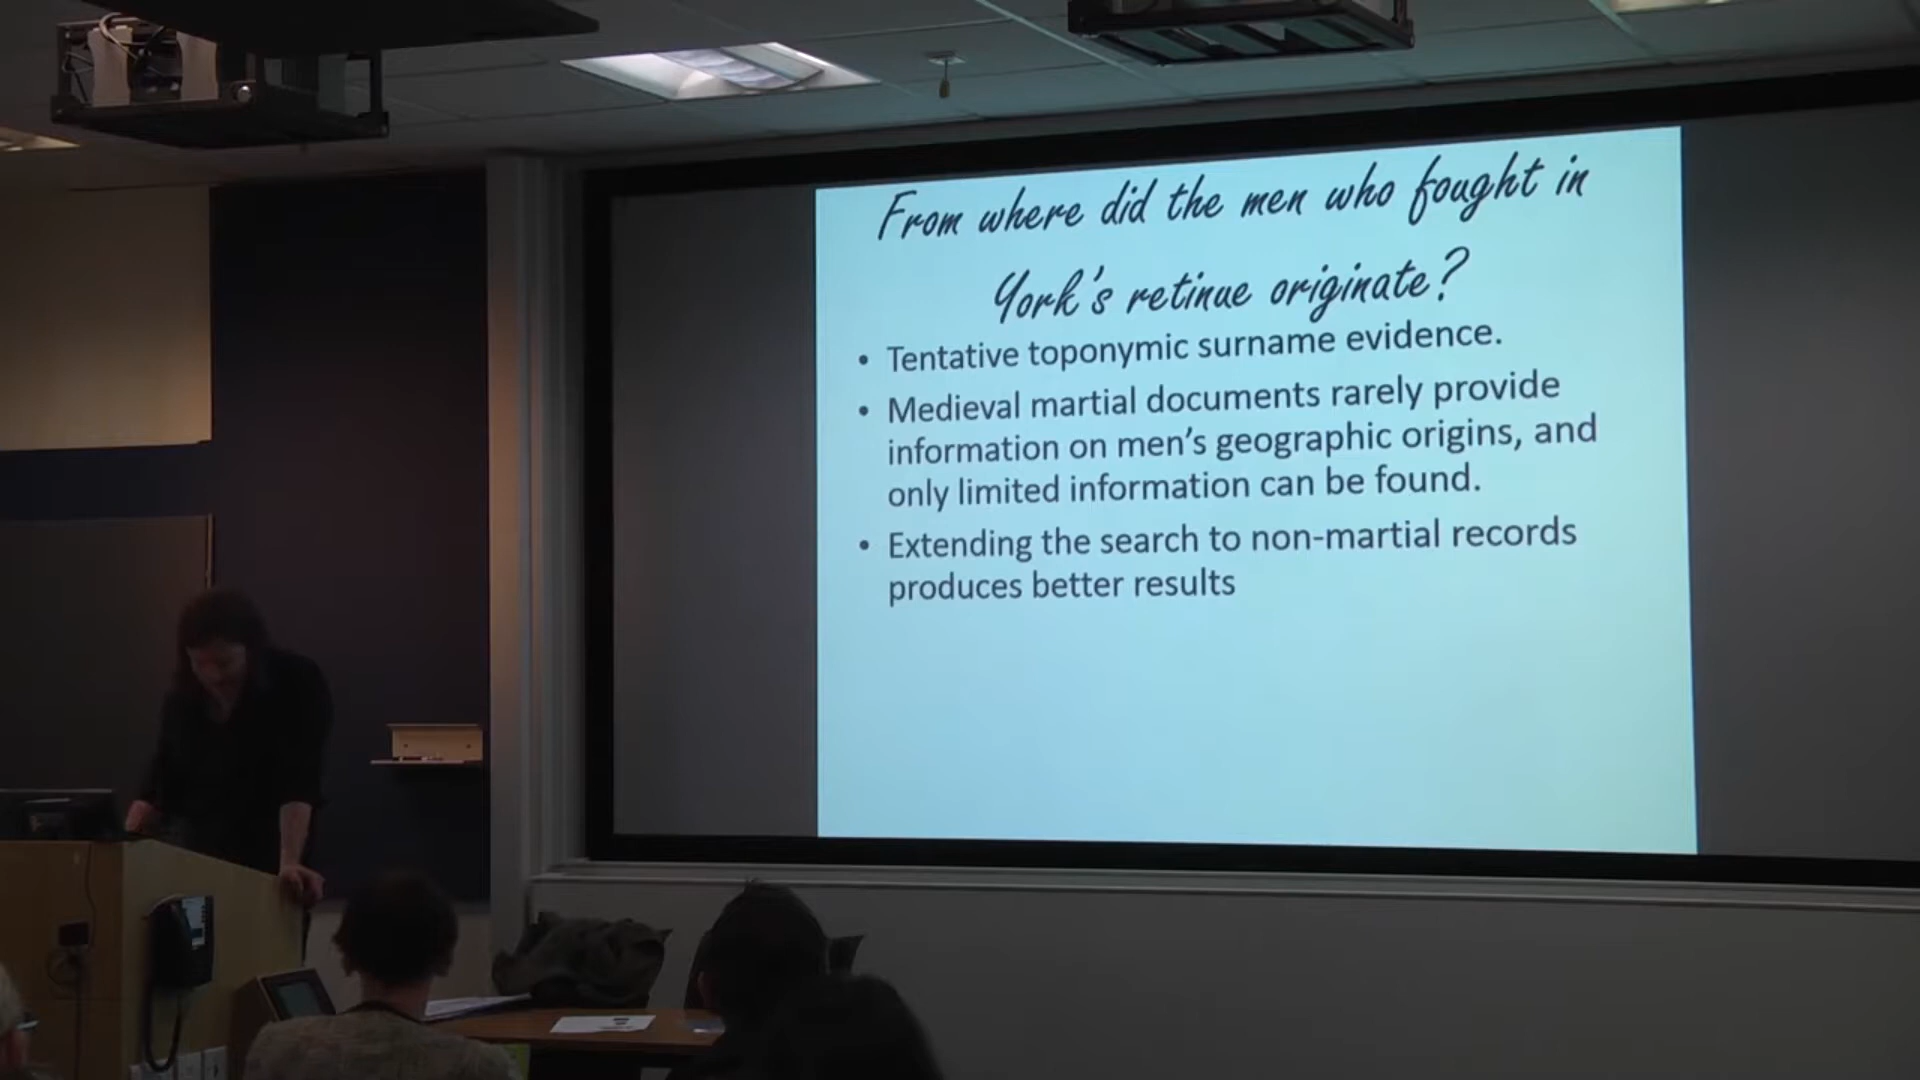 From where did the men who fought in
York's retinue originate?
• Tentative toponymic surname evidence.
• Medieval martial documents rarely provide
information on men's geographic origins, and
only limited information can be found.
• Extending the search to non-martial records
produces better results